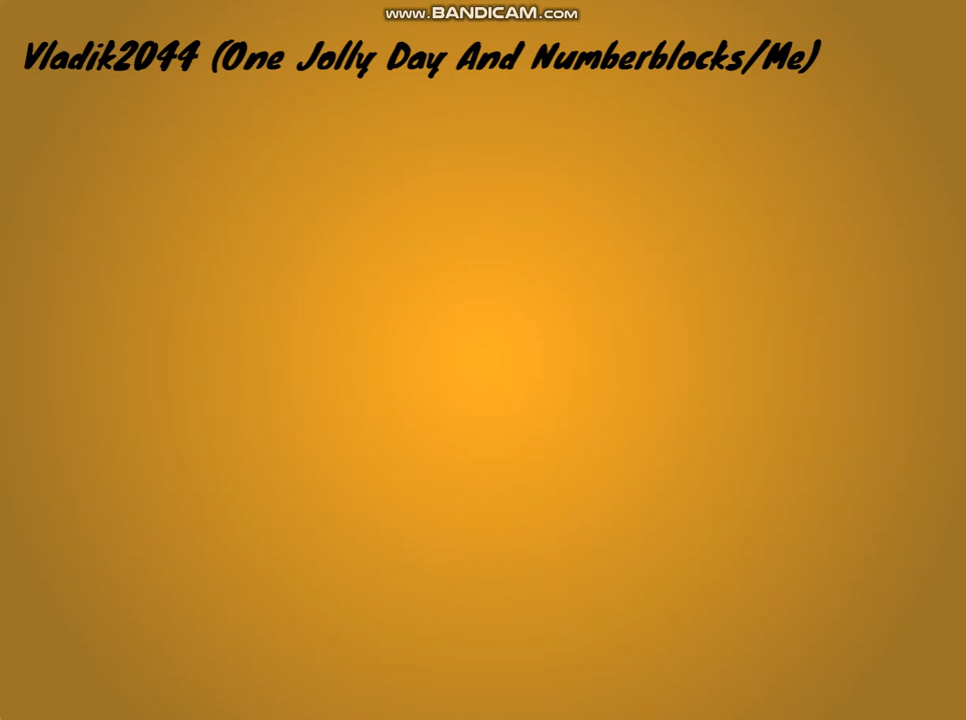 www.BANDICAM.com
Vladik2044 (One Jolly Day And Numberblocks/Me)